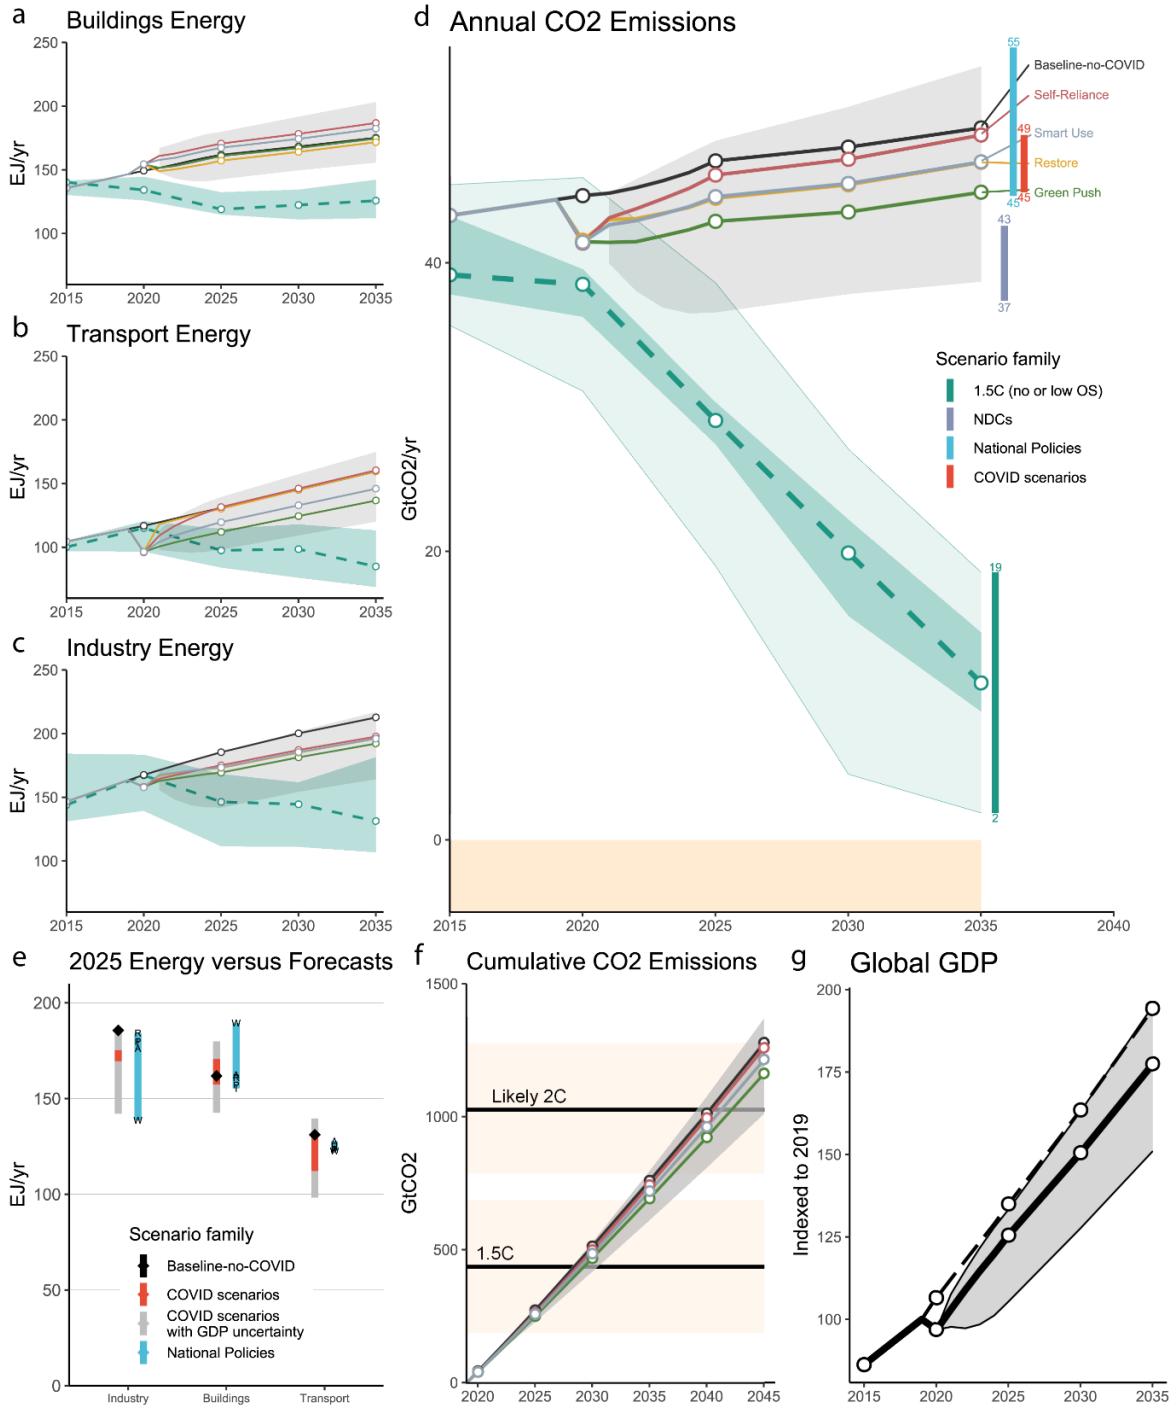 a
Buildings Energy
250
200
150
100
EJ/yr
2015 2020 2025 2030 2035
b
Transport Energy
250
200
150
100
EJ/yr
2015 2020 2025 2030 2035
c
Industry Energy
250
200
150
100
EJ/yr
2015 2020 2025 2030 2035
d
Annual CO2 Emissions
40
20
0
GtCO2/yr
2015 2020 2025 2030 2035 2040
55
Baseline-no-COVID
Self-Reliance
49
Smart Use
Restore
Green Push
45
45
43
37
Scenario family
1.5C (no or low OS)
NDCs
National Policies
COVID scenarios
19
2
e
2025 Energy versus Forecasts
200
150
100
50
0
EJ/yr
R
P
A
W
W
W
Scenario family
Baseline-no-COVID
COVID scenarios
COVID scenarios
with GDP uncertainty
National Policies
Industry Buildings Transport
f
Cumulative CO2 Emissions
1500
1000
500
0
GtCO2
Likely 2C
1.5C
2020 2025 2030 2035 2040 2045
g
Global GDP
200
175
150
125
100
Indexed to 2019
2015 2020 2025 2030 2035